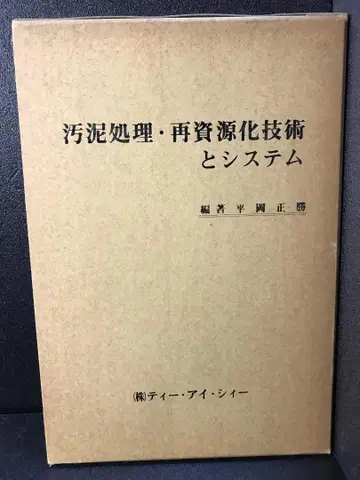 汚泥処理・再資源化技術
とシステム
編著 平岡正勝
(株)ティー・アイ・シィー